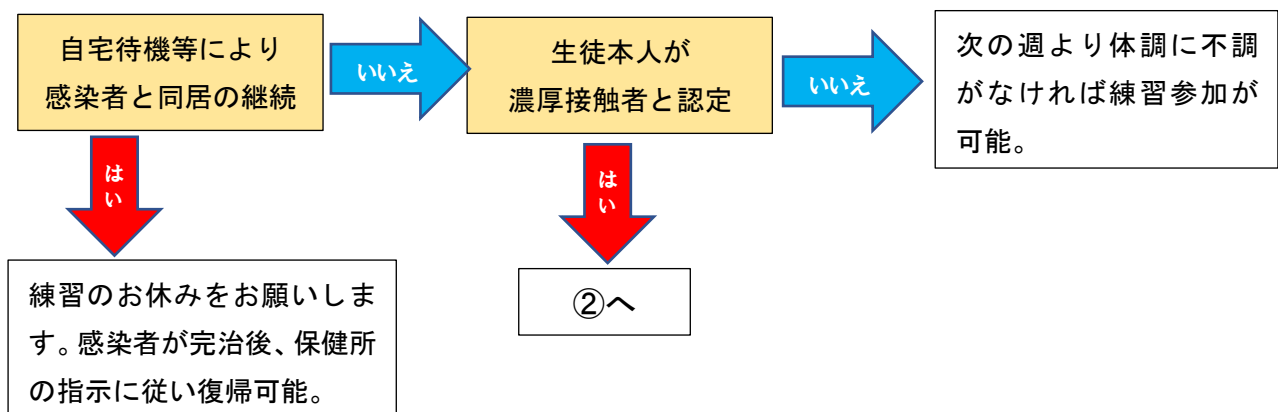 自宅待機等により
感染者と同居の継続
いいえ
生徒本人が
濃厚接触者と認定
いいえ
次の週より体調に不調
がなければ練習参加が
可能。
はい
はい
練習のお休みをお願いしま
す。感染者が完治後、保健所
の指示に従い復帰可能。
②へ